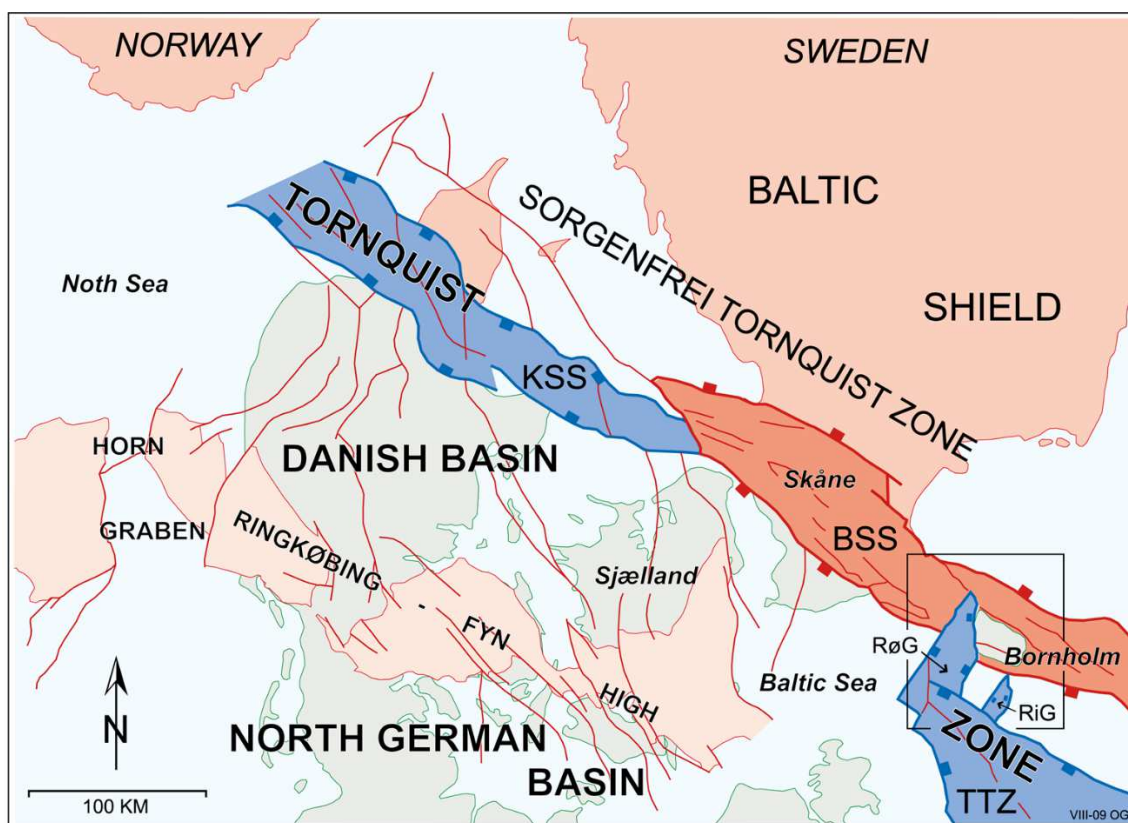 NORWAY
SWEDEN
BALTIC
SHIELD
TORNQUIST
SORGENFREI TORNQUIST ZONE
Noth Sea
KSS
HORN
GRABEN
DANISH BASIN
RINGKØBING
FYN
HIGH
Skåne
BSS
Sjælland
RøG
Bornholm
Baltic Sea
RiG
ZONE
TTZ
N
NORTH GERMAN
BASIN
100 KM
VIII-09 OG